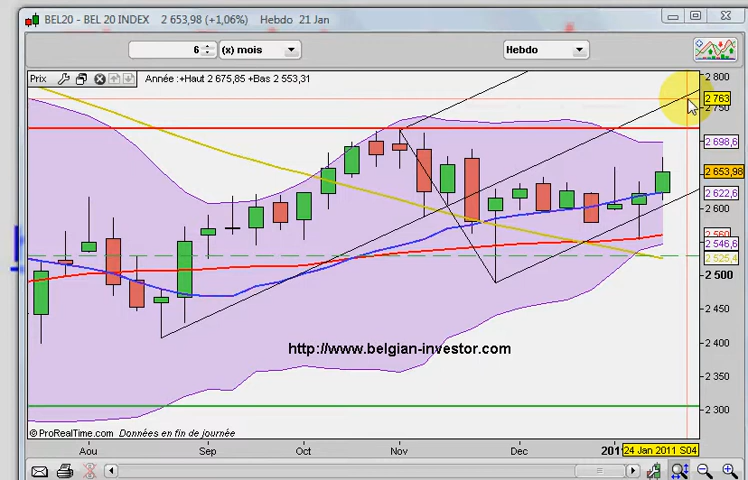 BEL20 - BEL 20 INDEX 2 653,98 (+1,06%) Hebdo 21 Jan
6 (x) mois Hebdo
Prix Année :+Haut 2 675,85 +Bas 2 553,31
2 800
2 763
2 750
2 698,6
2 653,98
2 622,6
2 600
2 560
2 546,6
2 525,4
2 500
2 450
2 400
2 350
2 300
http://www.belgian-investor.com
© ProRealTime.com Données en fin de journée
Aou Sep Oct Nov Dec 201 24 Jan 2011 S04